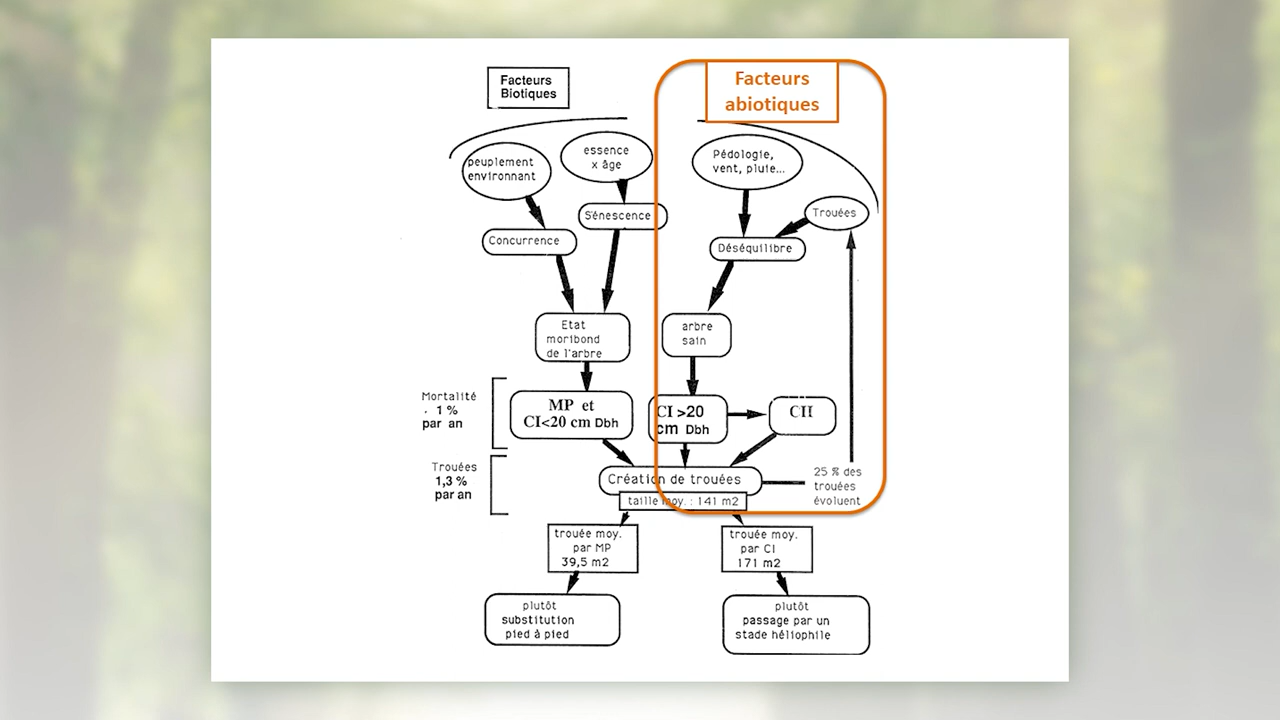 Facteurs
Biotiques
Facteurs
abiotiques
peuplement
environnant
essence
x âge
Pédologie,
vent, pluie...
Sénescence
Trouées
Concurrence
Déséquilibre
Etat
moribond
de l'arbre
arbre
sain
Mortalité
1 %
par an
MP et
CI<20 cm Dbh
CI >20
cm Dbh
CII
Trouées
1,3 %
par an
Création de trouées
taille moy. : 141 m2
25 % des
trouées
évoluent
trouée moy.
par MP
39,5 m2
trouée moy.
par CI
171 m2
plutôt
substitution
pied à pied
plutôt
passage par un
stade héliophile